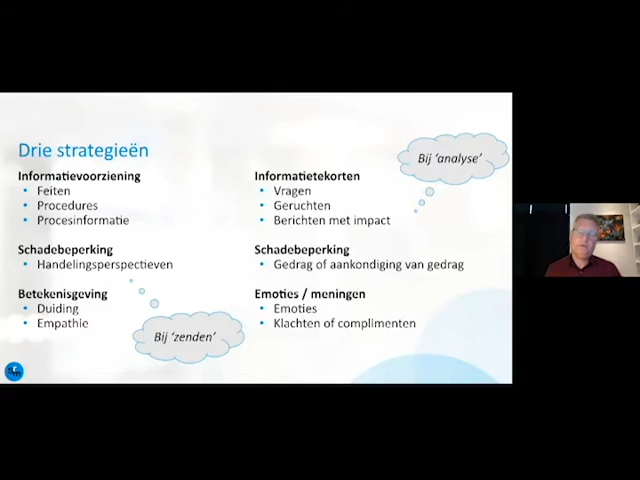 Drie strategieën
Informatievoorziening
• Feiten
• Procedures
• Procesinformatie
Schadebeperking
• Handelingsperspectieven
Betekenisgeving
• Duiding
• Empathie
Bij ‘zenden’
Bij ‘analyse’
Informatietekorten
• Vragen
• Geruchten
• Berichten met impact
Schadebeperking
• Gedrag of aankondiging van gedrag
Emoties / meningen
• Emoties
• Klachten of complimenten